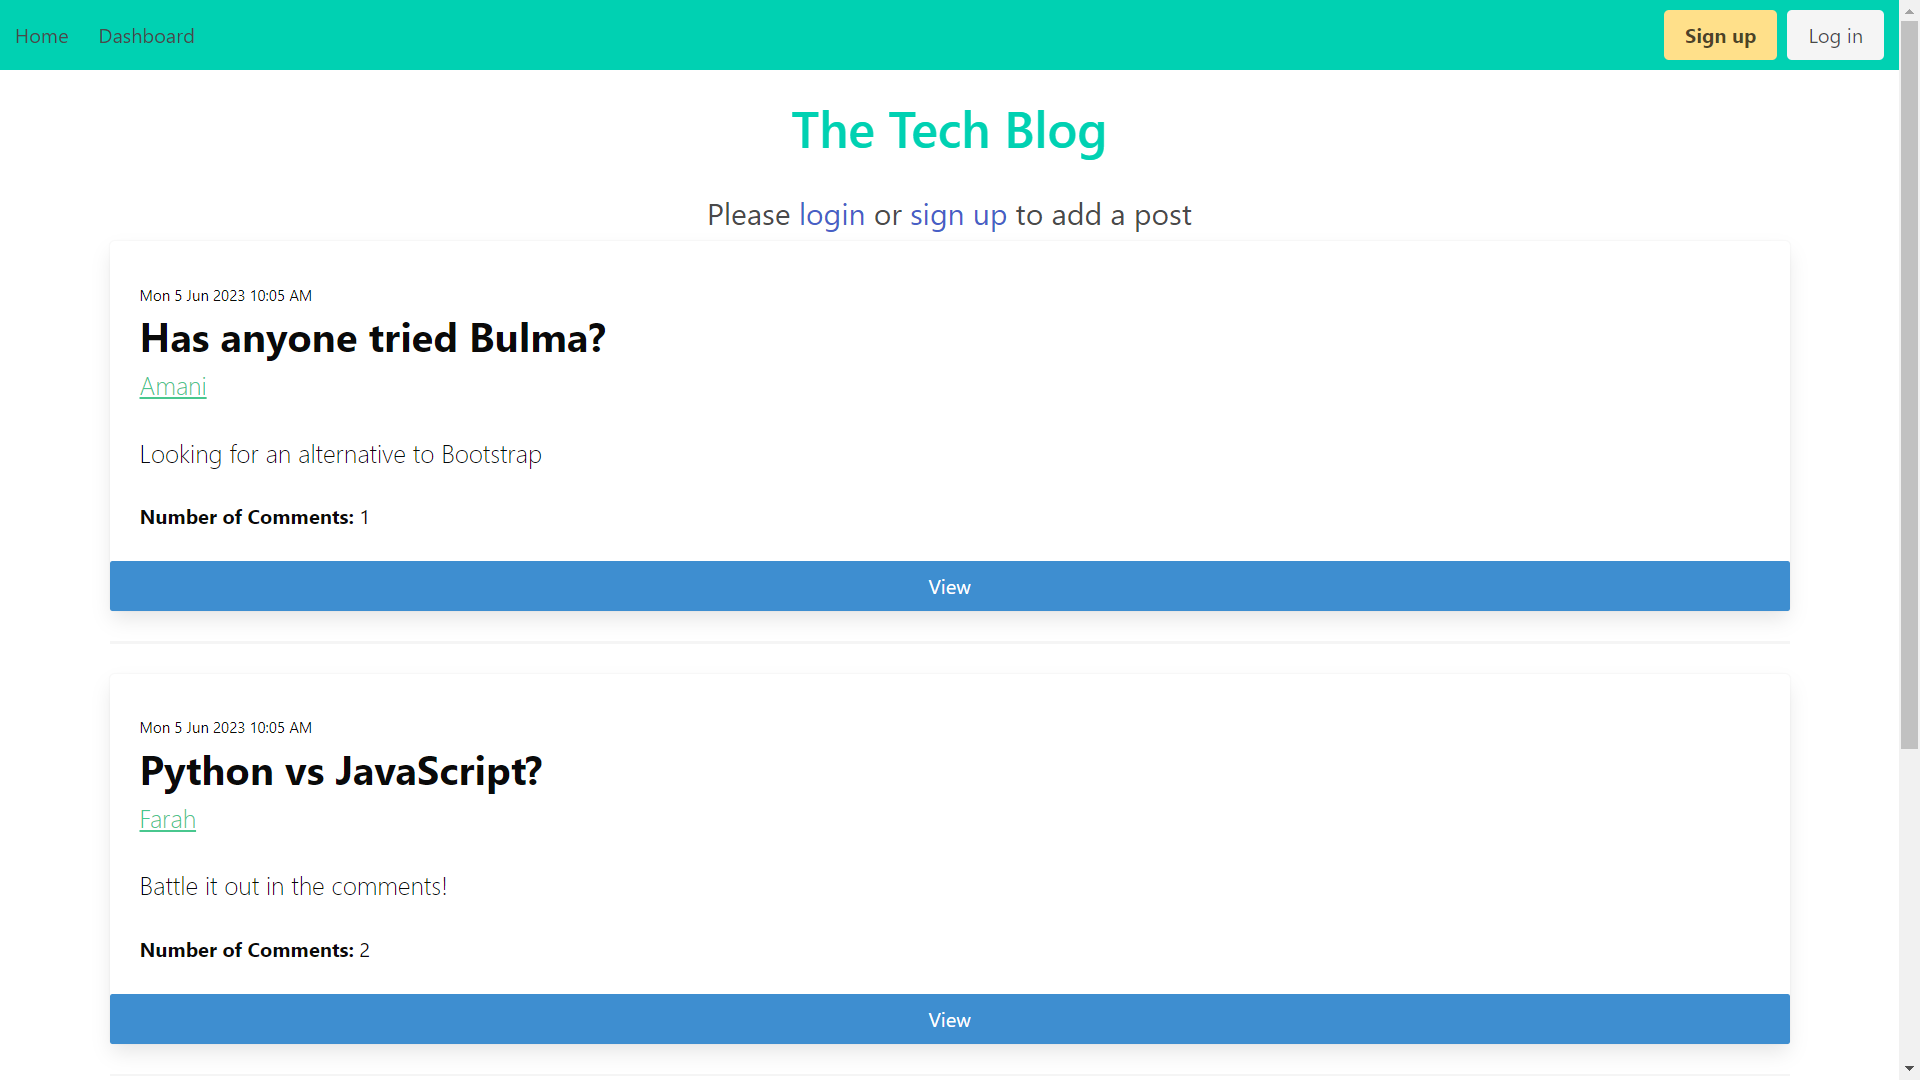 Home Dashboard Sign up Log in
The Tech Blog
Please login or sign up to add a post
Mon 5 Jun 2023 10:05 AM
Has anyone tried Bulma?
Amani
Looking for an alternative to Bootstrap
Number of Comments: 1
View
Mon 5 Jun 2023 10:05 AM
Python vs JavaScript?
Farah
Battle it out in the comments!
Number of Comments: 2
View